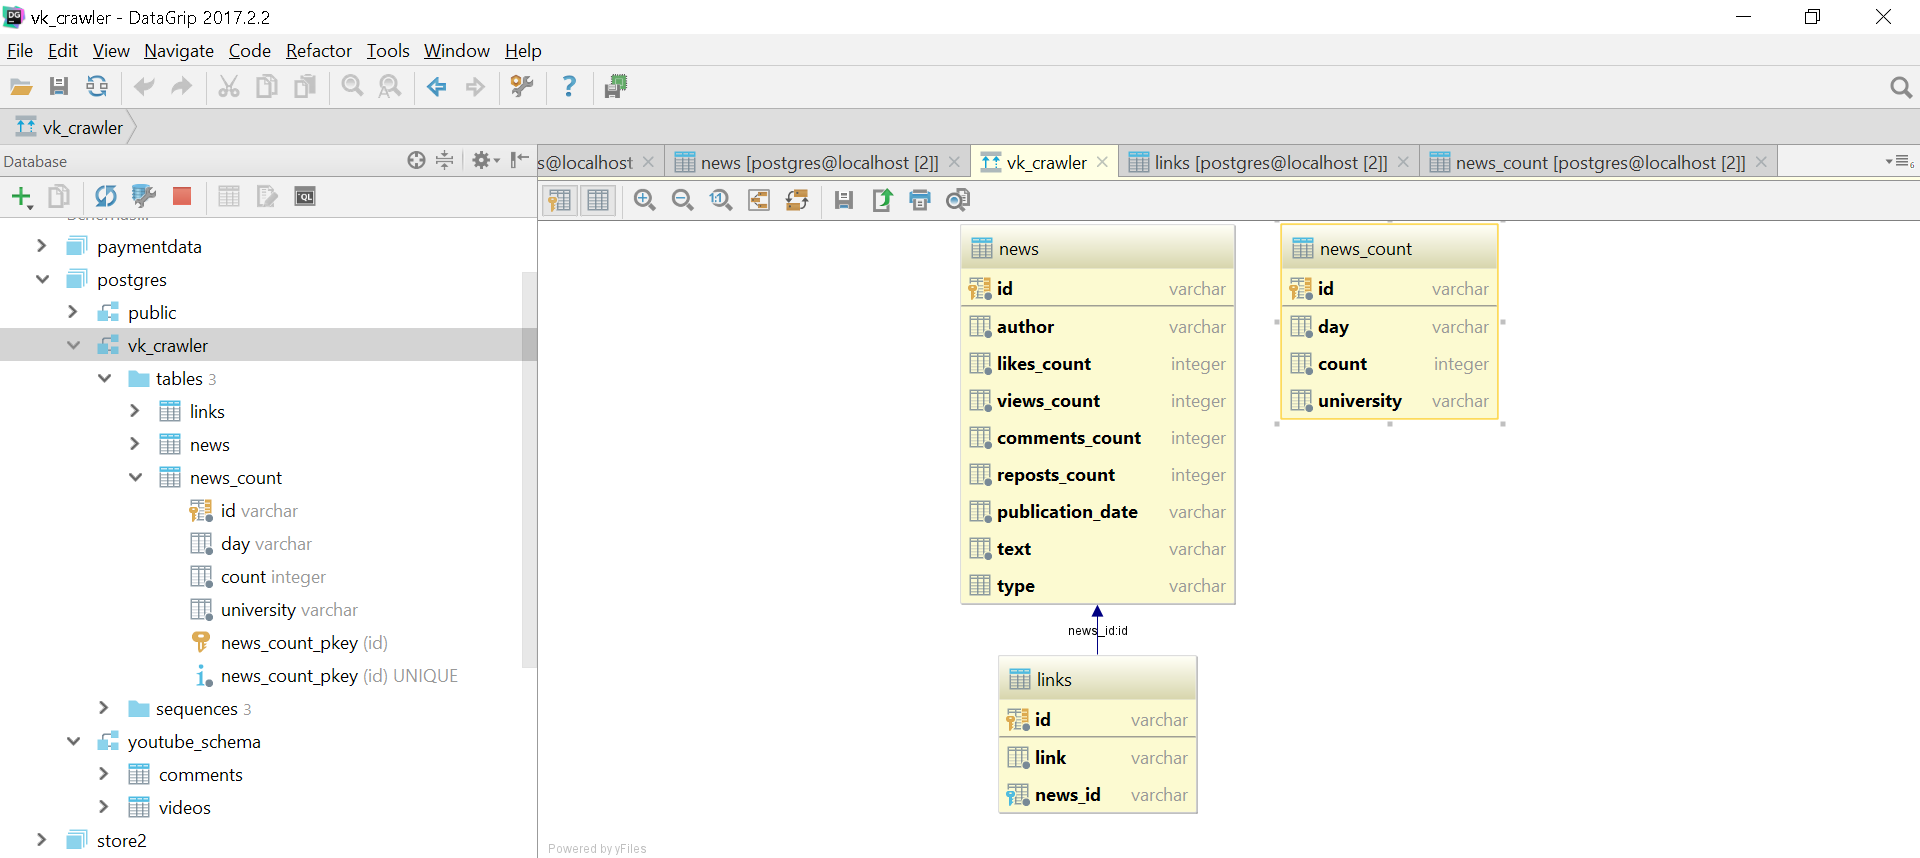 vk_crawler - DataGrip 2017.2.2
File Edit View Navigate Code Refactor Tools Window Help
vk_crawler
Database
s@localhost
news [postgres@localhost [2]]
vk_crawler
links [postgres@localhost [2]]
news_count [postgres@localhost [2]]
paymentdata
postgres
public
vk_crawler
tables 3
links
news
news_count
id varchar
day varchar
count integer
university varchar
news_count_pkey (id)
news_count_pkey (id) UNIQUE
sequences 3
youtube_schema
comments
videos
store2
news
id varchar
author varchar
likes_count integer
views_count integer
comments_count integer
reposts_count integer
publication_date varchar
text varchar
type varchar
news_id:id
links
id varchar
link varchar
news_id varchar
news_count
id varchar
day varchar
count integer
university varchar
Powered by yFiles